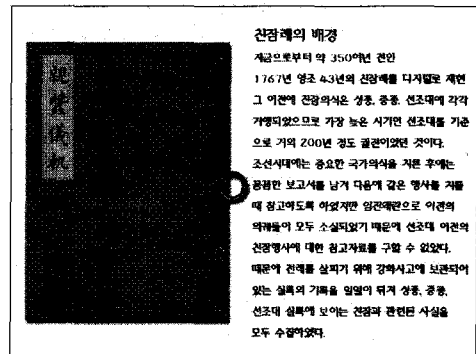 親蠶儀軌
친잠례의 배경
지금으로부터 약 350여년 전인
1767년 영조 43년의 친잠례를 디지털로 재현
그 이전에 친잠의식은 성종, 중종, 선조대에 각각
거행되었으므로 가장 늦은 시기인 선조대를 기준
으로 거의 200년 정도 궐전이었던 것이다.
조선시대에는 중요한 국가의식을 치른 후에는
꼼꼼한 보고서를 남겨 다음에 같은 행사를 치를
때 참고하도록 하였지만 임진왜란으로 이전의
의궤들이 모두 소실되었기 때문에 선조대 이전의
친잠행사에 대한 참고자료를 구할 수 없었다.
때문에 전례를 살피기 위해 강화사고에 보관되어
있는 실록의 기록을 일일이 뒤져 성종, 중종,
선조대 실록에 보이는 친잠과 관련된 사실을
모두 수집하였다.